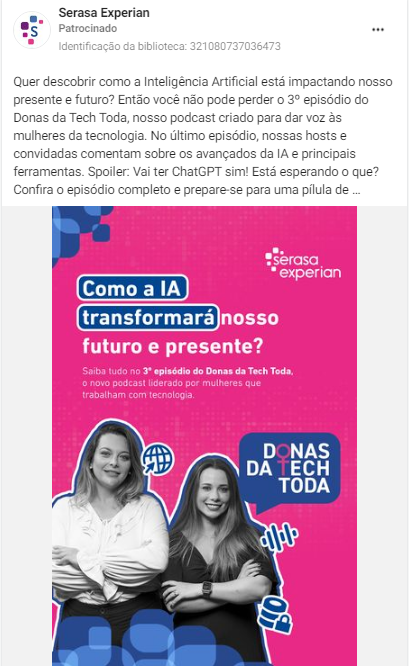 Serasa Experian
Patrocinado
Identificação da biblioteca: 321080737036473
Quer descobrir como a Inteligência Artificial está impactando nosso
presente e futuro? Então você não pode perder o 3º episódio do
Donas da Tech Toda, nosso podcast criado para dar voz às
mulheres da tecnologia. No último episódio, nossas hosts e
convidadas comentam sobre os avançados da IA e principais
ferramentas. Spoiler: Vai ter ChatGPT sim! Está esperando o que?
Confira o episódio completo e prepare-se para uma pílula de ...
serasa
experian
Como a IA
transformará nosso
futuro e presente?
Saiba tudo no 3º episódio do Donas da Tech Toda,
o novo podcast liderado por mulheres que
trabalham com tecnologia.
DONAS
DA TECH
TODA